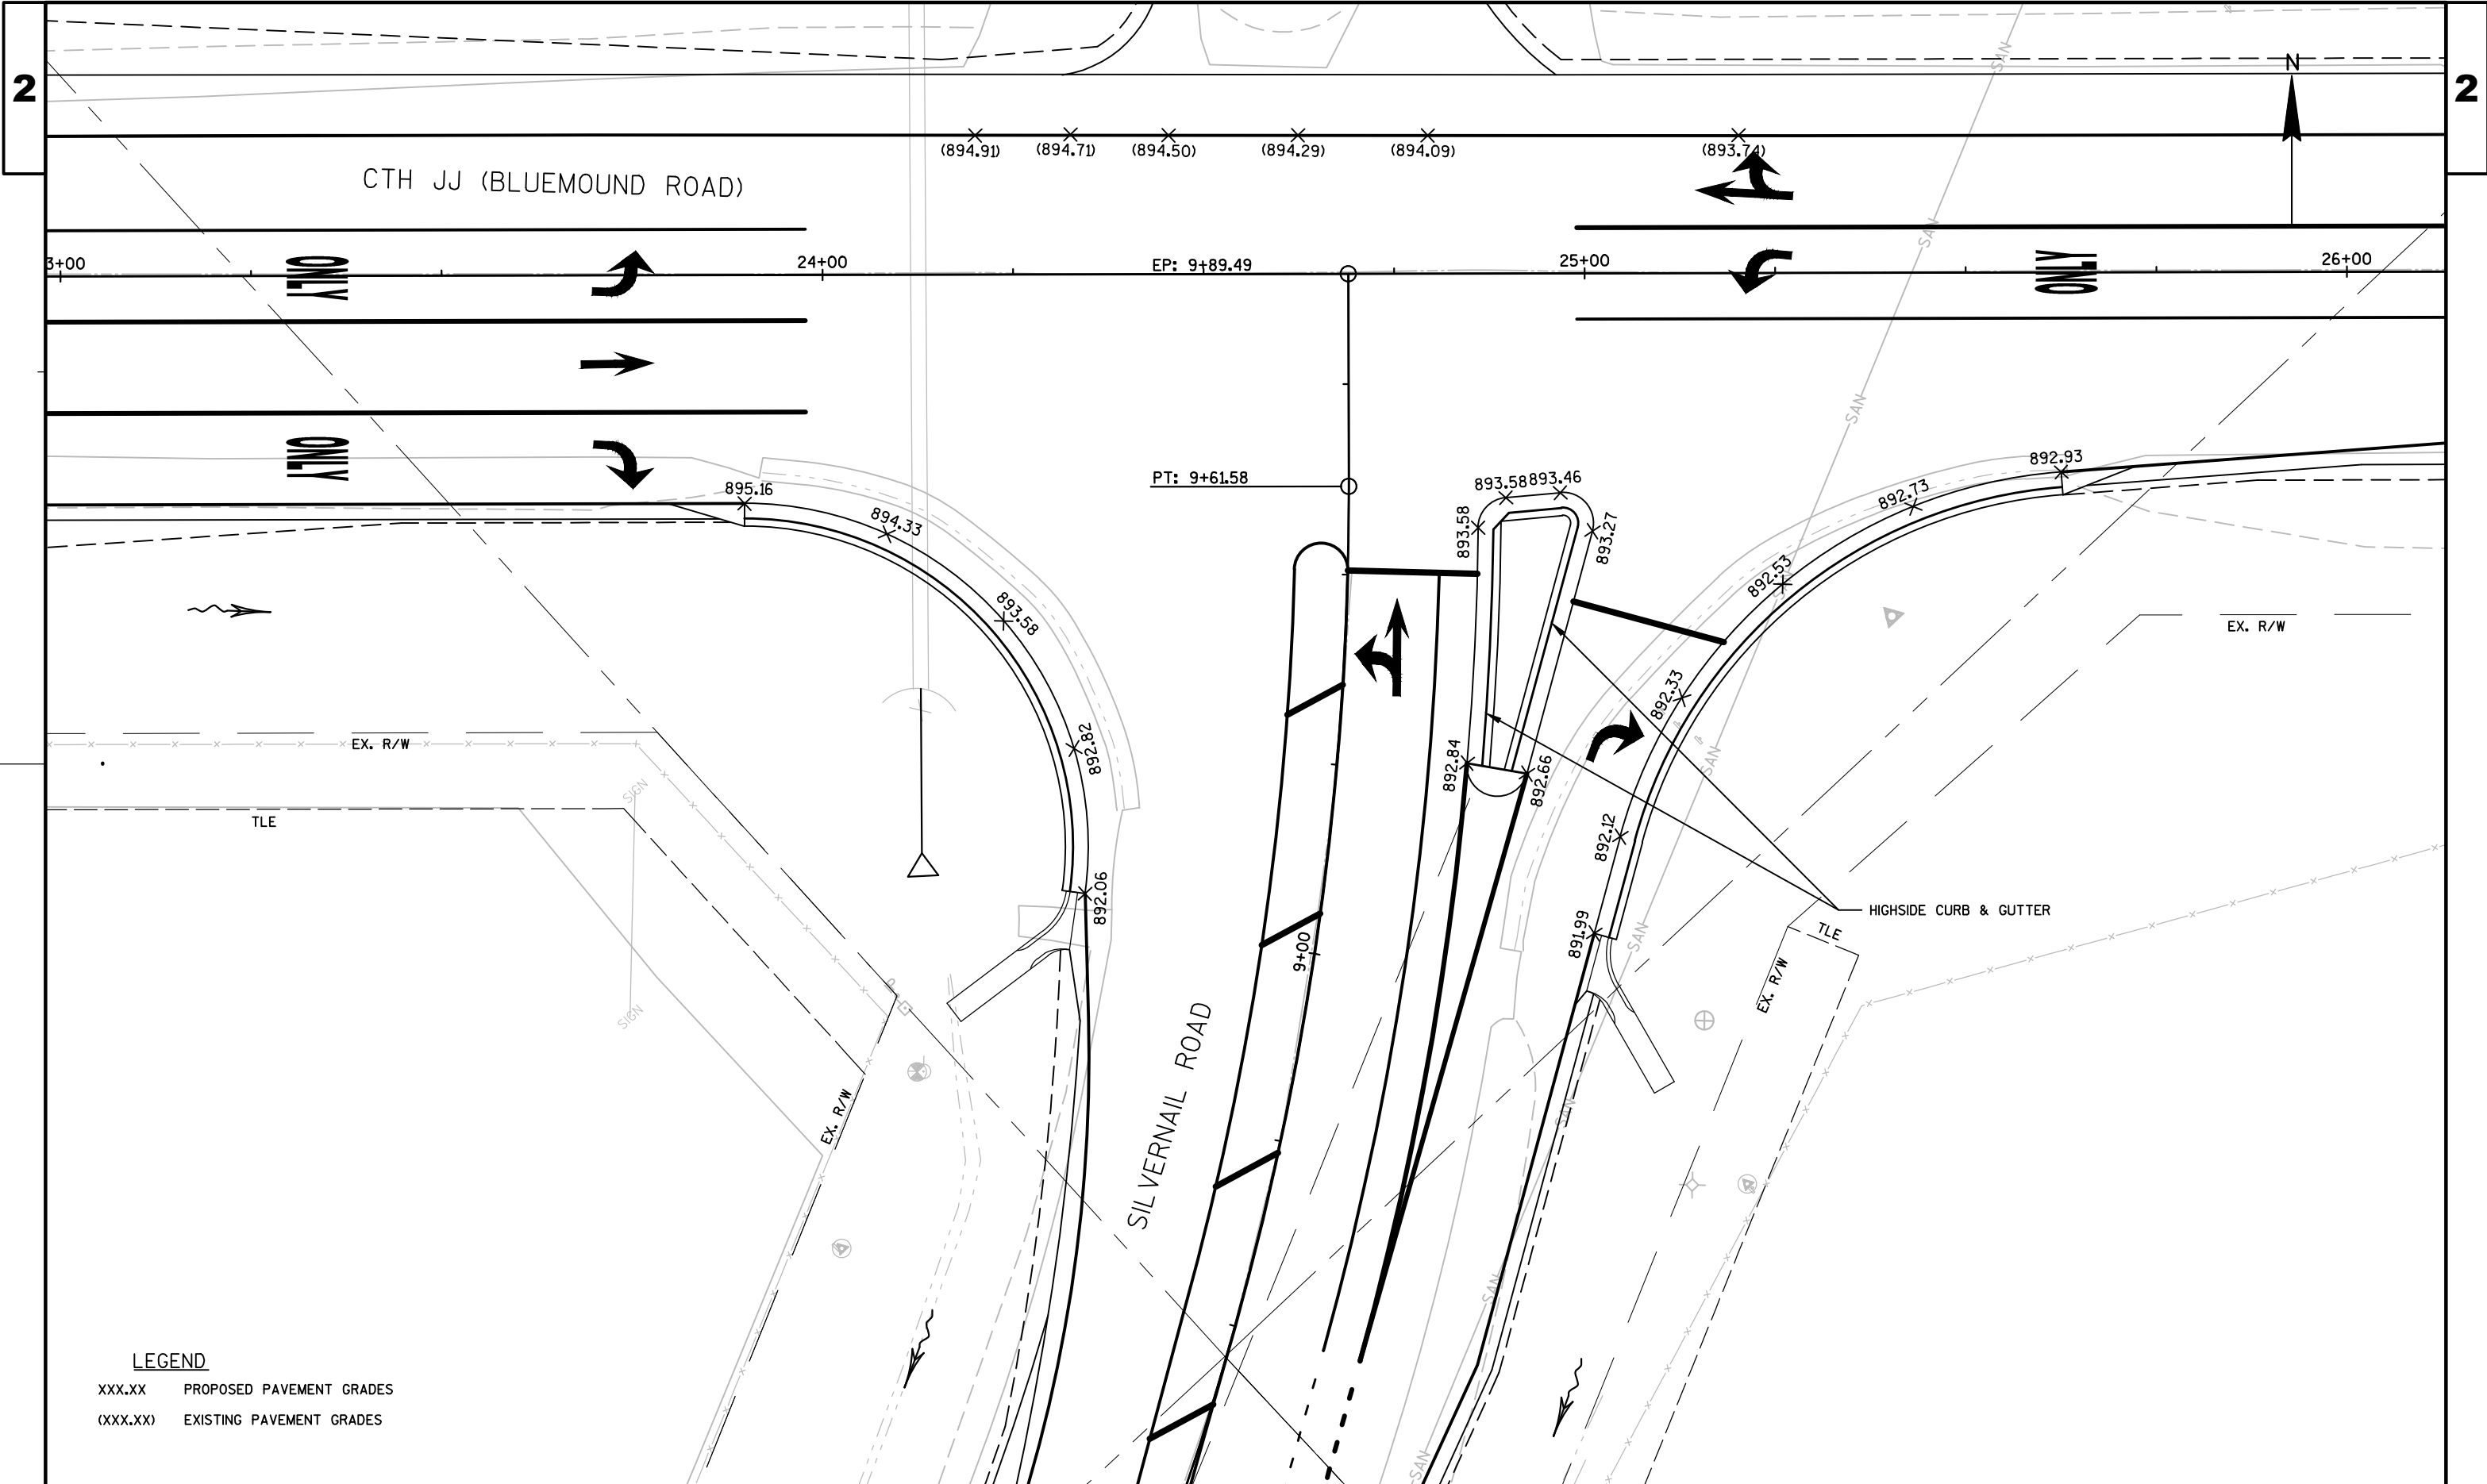 2
2
N
(894.91)
(894.71)
(894.50)
(894.29)
(894.09)
(893.74)
CTH JJ (BLUEMOUND ROAD)
SAN
SAN
3+00
24+00
EP: 9+89.49
25+00
26+00
ONLY
ONLY
SAN
ONLY
895.16
894.33
893.58
892.82
892.06
PT: 9+61.58
893.58
893.46
893.58
893.27
892.93
892.73
892.53
892.33
892.12
891.99
892.84
892.66
SAN
EX. R/W
EX. R/W
SAN
SIGN
TLE
SIGN
HIGHSIDE CURB & GUTTER
TLE
SAN
9+00
EX. R/W
EX. R/W
SILVERNAIL ROAD
SAN
SAN
SAN
LEGEND
XXX.XX PROPOSED PAVEMENT GRADES
(XXX.XX) EXISTING PAVEMENT GRADES